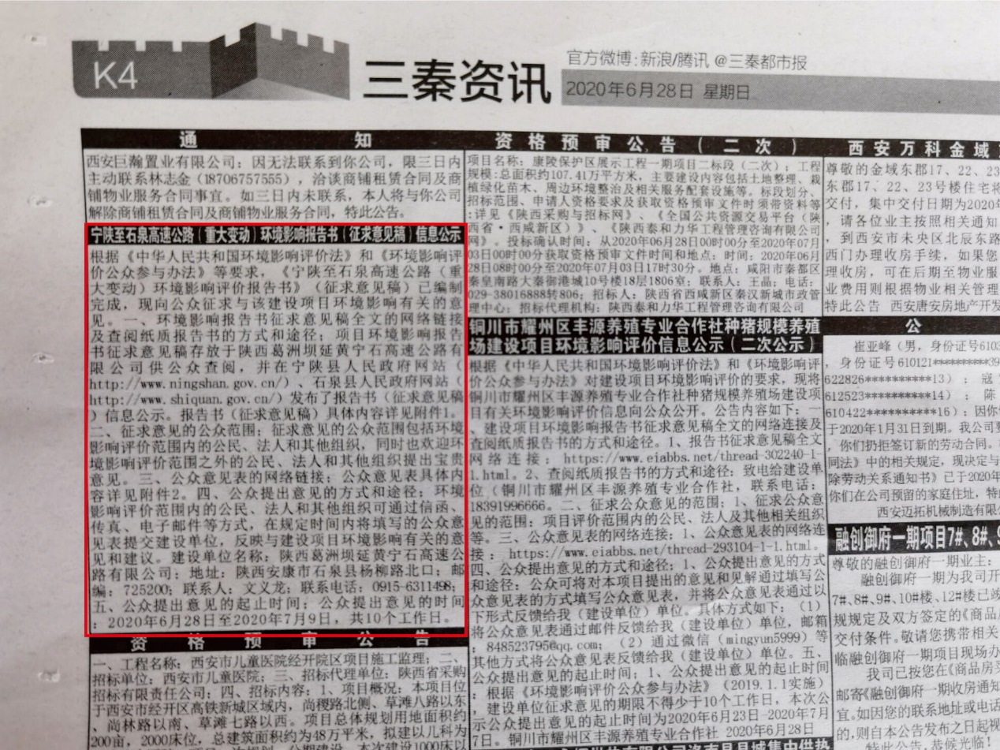 K4
三秦资讯
官方微博:新浪/腾讯 @三秦都市报
2020年6月28日 星期日
通 知
西安巨瀚置业有限公司：因无法联系到你公司，限三日内
主动联系林志金（18706757555），洽谈商铺租赁合同及商
铺物业服务合同事宜。如三日内未联系，本人将与你公司
解除商铺租赁合同及商铺物业服务合同，特此公告。
宁陕至石泉高速公路（重大变动）环境影响报告书（征求意见稿）信息公示
根据《中华人民共和国环境影响评价法》和《环境影响评
价公众参与办法》等要求，《宁陕至石泉高速公路（重
大变动）环境影响评价报告书》（征求意见稿）已编制
完成，现向公众征求与该建设项目环境影响有关的意
见。一、环境影响报告书征求意见稿全文的网络链接
及查阅纸质报告书的方式和途径；项目环境影响报告
书征求意见稿存放于陕西葛洲坝延黄宁石高速公路有
限公司供公众查阅，并在宁陕县人民政府网站（
http://www.ningshan.gov.cn/）、石泉县人民政府网站（
http://www.shiquan.gov.cn/）发布了报告书（征求意见稿
）信息公示。报告书（征求意见稿）具体内容详见附件1。
二、征求意见的公众范围；征求意见的公众范围包括环境
影响评价范围内的公民、法人和其他组织，同时也欢迎环
境影响评价范围之外的公民、法人和其他组织提出宝贵
意见。三、公众意见表的网络链接；公众意见表具体内
容详见附件2。四、公众提出意见的方式和途径；环境
影响评价范围内的公民、法人和其他组织可通过信函、
传真、电子邮件等方式，在规定时间内将填写的公众意
见表提交建设单位，反映与建设项目环境影响有关的意
见和建议。建设单位名称：陕西葛洲坝延黄宁石高速公
路有限公司；地址：陕西安康市石泉县杨柳路北口；邮
编：725200；联系人：文义龙；联系电话：0915-6311498；
五、公众提出意见的起止时间；公众提出意见的时间
：2020年6月28日至2020年7月9日，共10个工作日。
资 格 预 审 公 告
一、工程名称：西安市儿童医院经开院区项目施工监理；二、
招标单位：西安市儿童医院；三、招标代理单位：陕西省采购
招标有限责任公司；四、招标内容：1、项目概况：本项目位
于西安市经开区高铁新城区域内，尚稷路北侧、草滩八路以东
、尚林路以南、草滩七路以西。项目总体规划用地面积约
200亩，2000床位，总建筑面积约为48万平米，拟建以儿科为
资格预审公告（二次）
项目名称：康陵保护区展示工程一期项目二标段（二次）；工程
规模：总面积约107.41万平方米，主要建设内容包括土地整理、栽
植绿化苗木、周边环境整治及相关服务配套设施等。标段划分、
招标范围、申请人资格要求及获取资格预审文件时须带资料等
：详见《陕西采购与招标网》、《全国公共资源交易平台（陕
西省·西咸新区）》、《陕西泰和力华工程管理咨询有限公司
网》。投标确认时间：从2020年06月28日00时00分至2020年07月
03日00时00分获取资格预审文件时间和地点：时间：2020年06月
28日08时00分至2020年07月03日17时30分。地点：咸阳市秦都区
秦皇南路大秦御港城10号楼18层1806室；联系人：王晶；电话：
029-38016888转806；招标人：陕西省西咸新区秦汉新城市政管
理中心；招标代理机构：陕西泰和力华工程管理咨询有限公司
铜川市耀州区丰源养殖专业合作社种猪规模养殖
场建设项目环境影响评价信息公示（二次公示）
根据《中华人民共和国环境影响评价法》和《环境影响评
价公众参与办法》对建设项目环境影响评价的要求，现将
铜川市耀州区丰源养殖专业合作社种猪规模养殖场建设项
目有关环境影响评价信息向公众公开。公告内容如下：一
、建设项目环境影响报告书征求意见稿全文的网络连接及
查阅纸质报告书的方式和途径。1、报告书征求意见稿全文
网络连接：https://www.eiabbs.net/thread-302240-1-
1.html。2、查阅纸质报告书的方式和途径：致电给建设单
位（铜川市耀州区丰源养殖专业合作社，联系电话：
18391996666。二、征求公众意见的范围；1、征求公众意
见的范围：项目评价范围内的公民、法人及其他相关组织
等。三、公众意见表的网络连接；1、公众意见表的网络连
接：https://www.eiabbs.net/thread-293104-1-1.html。
四、公众提出意见的方式和途径；1、公众提出意见的方式
和途径：公众可将对本项目提出的意见和见解通过填写公
众意见表的方式填写公众意见表，并将公众意见表通过以
下形式反馈给我（建设单位）单位。具体方式如下：（1）
将公众意见表通过邮件反馈给我（建设单位）单位，邮箱
：848523795@qq.com；（2）通过微信（mingyun5999）等
其他方将公众意见表反馈给我（建设单位）单位。五、
公众提出意见的起止时间；1、公众提出意见的起止时间
：根据《环境影响评价公众参与办法》（2019.1.1实施）
，建设单位征求意见的期限不得少于10个工作日，本次公
示公众提出意见的起止时间为2020年6月23日-2020年7月
7日。铜川市耀州区丰源养殖专业合作社 2020年6月28日
西安万科金域
尊敬的金域东郡17、22、23
东郡17、22、23号楼住宅将
交付，集中交付日期为2020年
，请各位业主按照相关通知
，到西安市未央区北辰东路
西门办理收房手续，如果您
理收房，可在后期至物业服
业费用则根据物业相关管理
特此公告 西安唐安房地产开发
公
崔亚峰（男，身份证号6103
，身份证号610121*********39
622826**********13）；寇
612523**********14）；陈
610422**********16）：因你
于2020年1月31日到期。我公司要
，你们扔拒签订新的劳动合同。
同法》中的相关规定，现决定与
除劳动关系通知书》已于2020年
你们在公司预留的家庭住址，特
西安迈拓机械制造有限公
融创御府一期项目7#、8#、9
尊敬的融创御府一期业主：
融创御府一期为我司开
7#、8#、9#、10#楼、12#楼已竣
规规定及双方签定的《商品
交付条件。敬请您携带相关
临融创御府一期项目现场办
我司已按您在《商品房买
邮寄《融创御府一期收房通知
宜。如因您的联系地址或电话
的,则自本公告发布之日起视